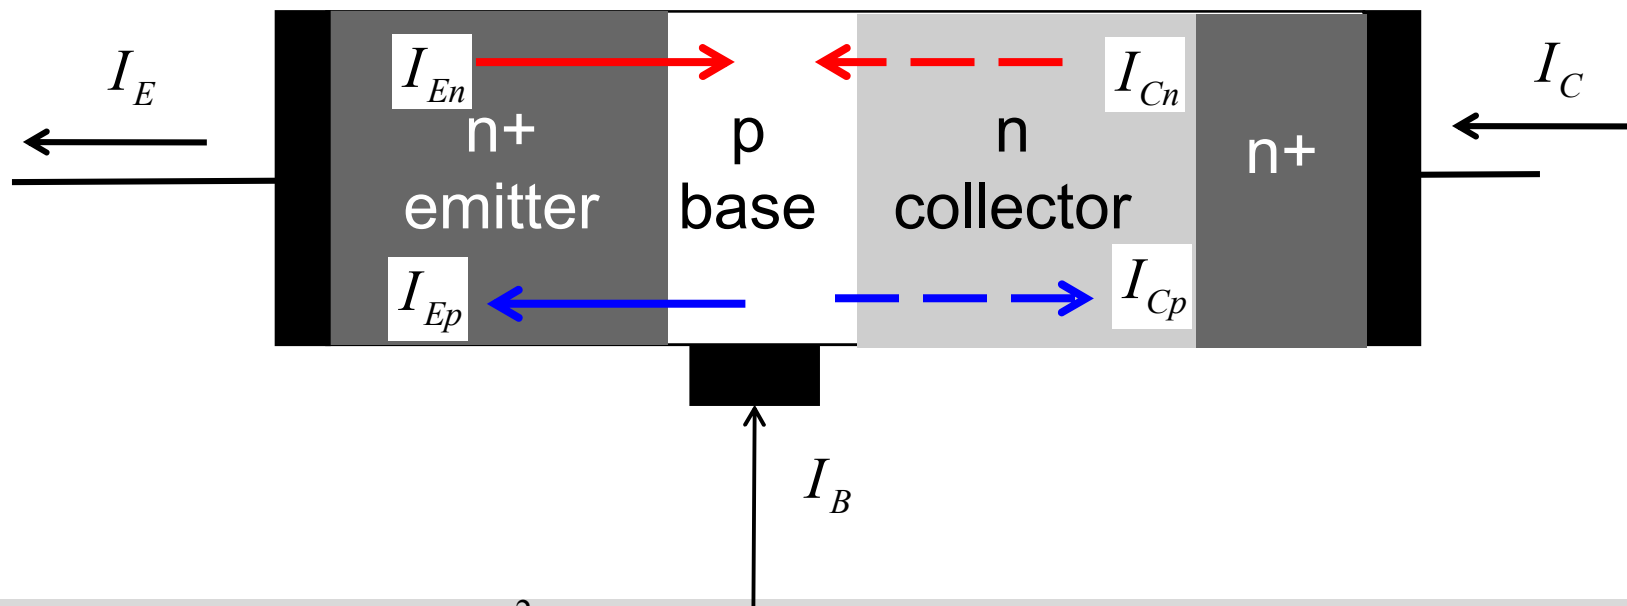 I_E
I_En
n+
emitter
I_Ep
p
base
I_Cn
n
collector
I_Cp
n+
I_C
I_B